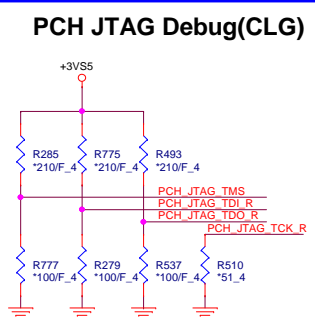 PCH JTAG Debug(CLG)
+3VS5
R285 R775 R493
*210/F_4 *210/F_4 *210/F_4
PCH_JTAG_TMS
PCH_JTAG_TDI_R
PCH_JTAG_TDO_R
PCH_JTAG_TCK_R
R777 R279 R537 R510
*100/F_4 *100/F_4 *100/F_4 *51_4